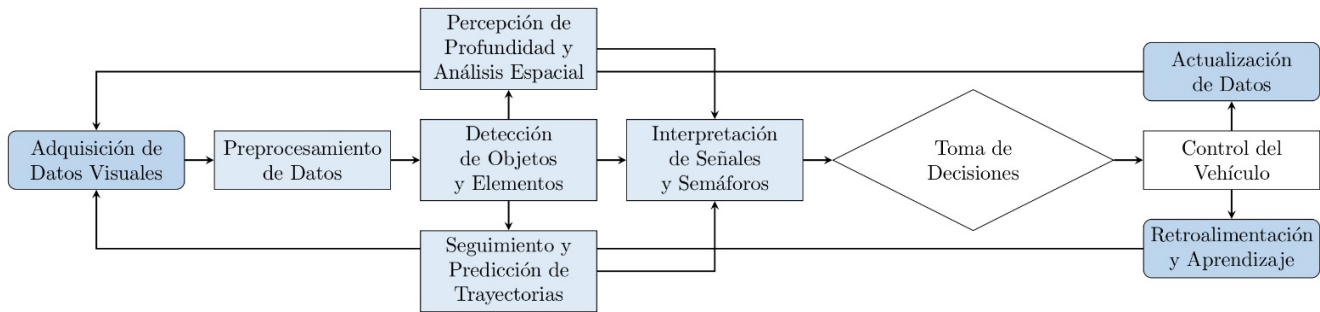 Percepción de
Profundidad y
Análisis Espacial
Actualización
de Datos
Adquisición de
Datos Visuales
Preprocesamiento
de Datos
Detección
de Objetos
y Elementos
Interpretación
de Señales
y Semáforos
Toma de
Decisiones
Control del
Vehículo
Seguimiento y
Predicción de
Trayectorias
Retroalimentación
y Aprendizaje